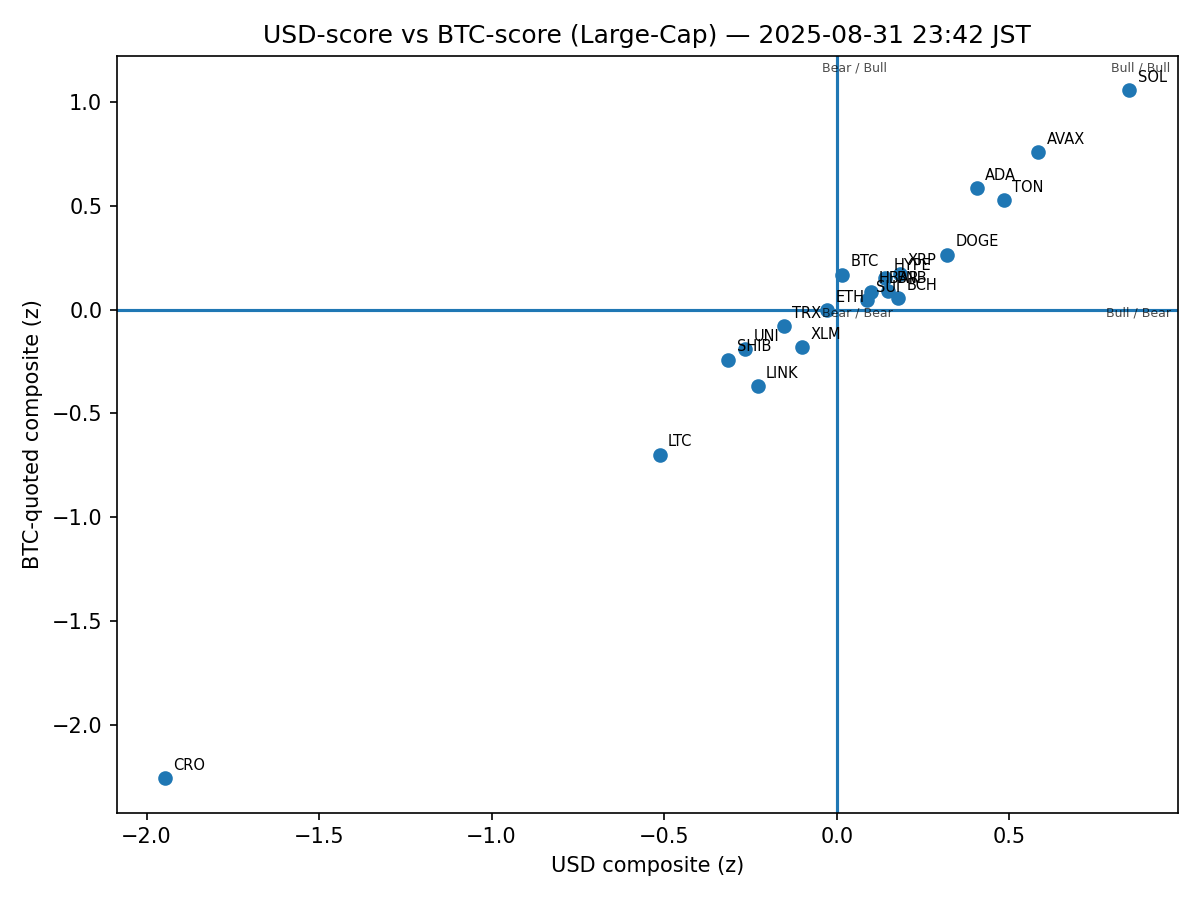 USD-score vs BTC-score (Large-Cap) — 2025-08-31 23:42 JST
Bear / Bull
Bull / Bull
SOL
1.0
AVAX
ADA
TON
0.5
DOGE
BTC
XRP
HYPE
BCH
SUI
ETH
0.0
TRX
Bear / Bear
Bull / Bear
UNI
XLM
SHIB
LINK
−0.5
LTC
−1.0
−1.5
−2.0
CRO
−2.0
−1.5
−1.0
−0.5
0.0
0.5
USD composite (z)
BTC-quoted composite (z)